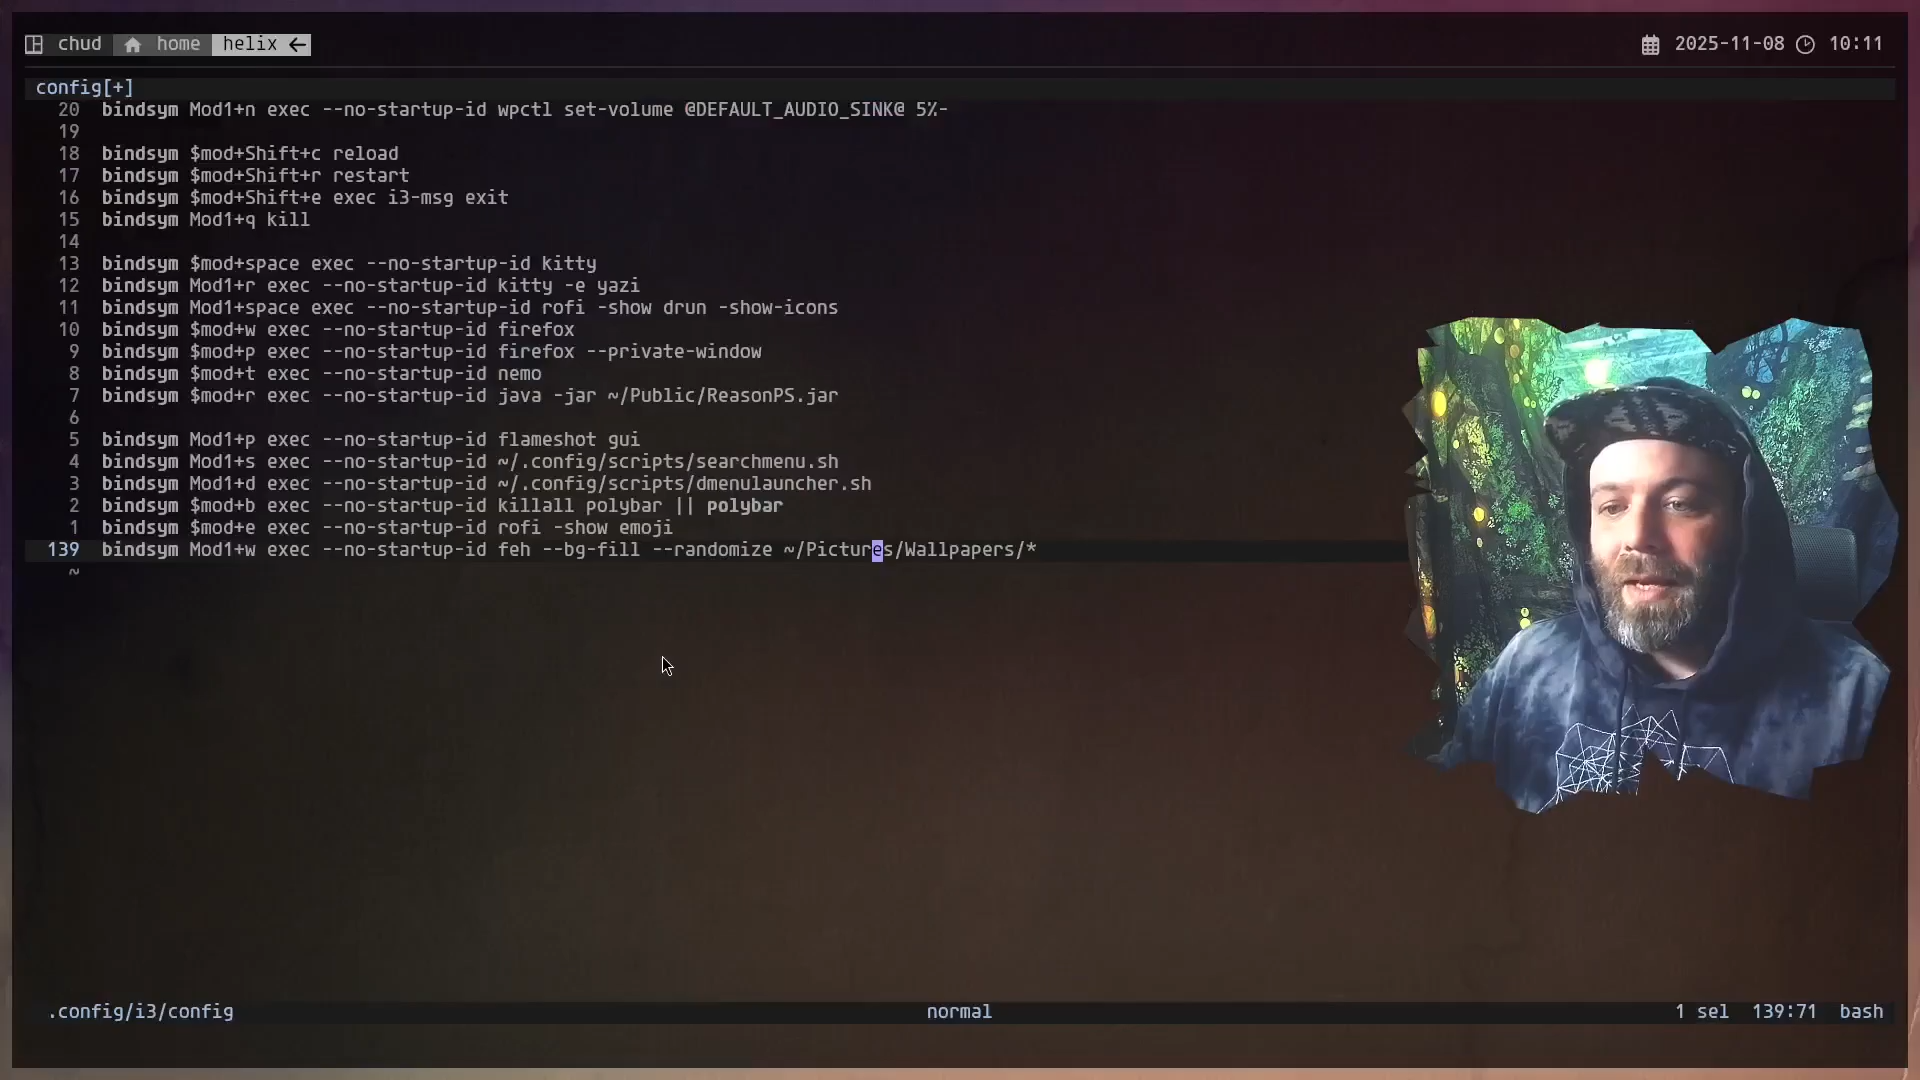 chud home helix ← 2025-11-08 10:11
config[+]
20 bindsym Mod1+n exec --no-startup-id wpctl set-volume @DEFAULT_AUDIO_SINK@ 5%-
19
18 bindsym $mod+Shift+c reload
17 bindsym $mod+Shift+r restart
16 bindsym $mod+Shift+e exec i3-msg exit
15 bindsym Mod1+q kill
14
13 bindsym $mod+space exec --no-startup-id kitty
12 bindsym Mod1+r exec --no-startup-id kitty -e yazi
11 bindsym Mod1+space exec --no-startup-id rofi -show drun -show-icons
10 bindsym $mod+w exec --no-startup-id firefox
9 bindsym $mod+p exec --no-startup-id firefox --private-window
8 bindsym $mod+t exec --no-startup-id nemo
7 bindsym $mod+r exec --no-startup-id java -jar ~/Public/ReasonPS.jar
6
5 bindsym Mod1+p exec --no-startup-id flameshot gui
4 bindsym Mod1+s exec --no-startup-id ~/.config/scripts/searchmenu.sh
3 bindsym Mod1+d exec --no-startup-id ~/.config/scripts/dmenulauncher.sh
2 bindsym $mod+b exec --no-startup-id killall polybar || polybar
1 bindsym $mod+e exec --no-startup-id rofi -show emoji
139 bindsym Mod1+w exec --no-startup-id feh --bg-fill --randomize ~/Pictures/Wallpapers/*
~
.config/i3/config normal 1 sel 139:71 bash